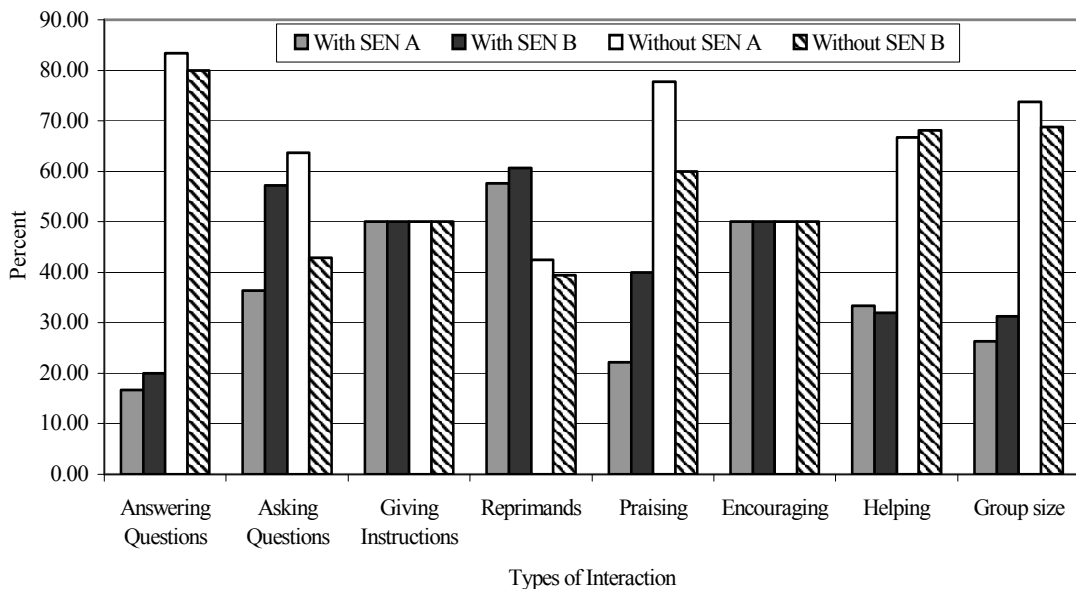 90.00
With SEN A With SEN B Without SEN A Without SEN B
80.00
70.00
60.00
50.00
40.00
30.00
20.00
10.00
0.00
Percent
Answering Asking Giving Reprimands Praising Encouraging Helping Group size
Questions Questions Instructions
Types of Interaction